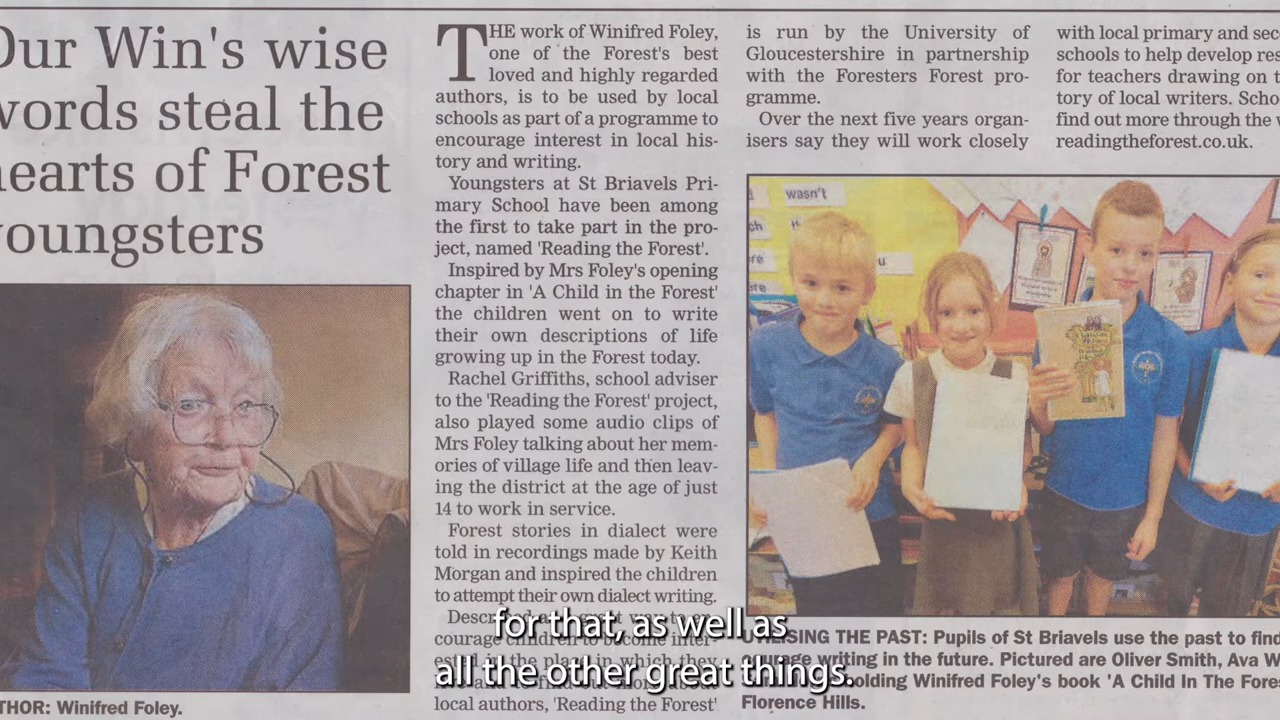 Our Win's wise
words steal the
hearts of Forest
youngsters
THOR: Winifred Foley.
THE work of Winifred Foley,
one of the Forest's best
loved and highly regarded
authors, is to be used by local
schools as part of a programme to
encourage interest in local his-
tory and writing.
Youngsters at St Briavels Pri-
mary School have been among
the first to take part in the pro-
ject, named 'Reading the Forest'.
Inspired by Mrs Foley's opening
chapter in 'A Child in the Forest'
the children went on to write
their own descriptions of life
growing up in the Forest today.
Rachel Griffiths, school adviser
to the 'Reading the Forest' project,
also played some audio clips of
Mrs Foley talking about her mem-
ories of village life and then leav-
ing the district at the age of just
14 to work in service.
Forest stories in dialect were
told in recordings made by Keith
Morgan and inspired the children
to attempt their own dialect writing.
courage children to become inter-
local authors, 'Reading the Forest'
is run by the University of
Gloucestershire in partnership
with the Foresters Forest pro-
gramme.
Over the next five years organ-
isers say they will work closely
with local primary and sec
schools to help develop res
for teachers drawing on t
tory of local writers. Scho
find out more through the w
readingtheforest.co.uk.
wasn't
THE PAST: Pupils of St Briavels use the past to find
writing in the future. Pictured are Oliver Smith, Ava W
holding Winifred Foley's book 'A Child In The Fores
Florence Hills.
for that, as well as
all the other great things.